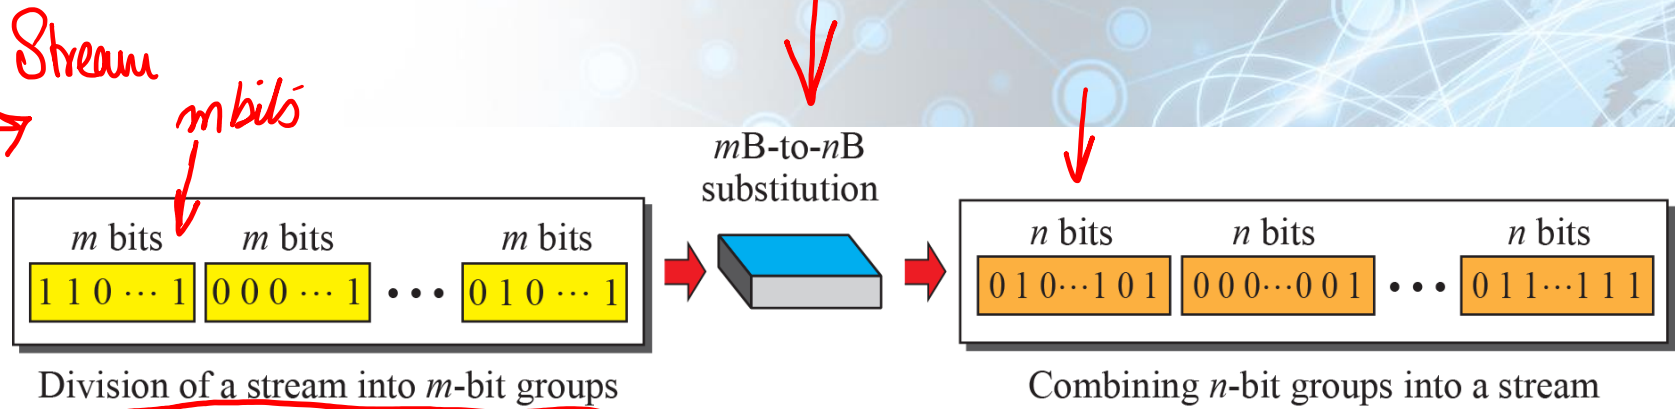 Stream
m bits
mB-to-nB
substitution
m bits m bits m bits
1 1 0 ··· 1 0 0 0 ··· 1 ••• 0 1 0 ··· 1
n bits n bits n bits
0 1 0···1 0 1 0 0 0···0 0 1 ••• 0 1 1···1 1 1
Division of a stream into m-bit groups
Combining n-bit groups into a stream